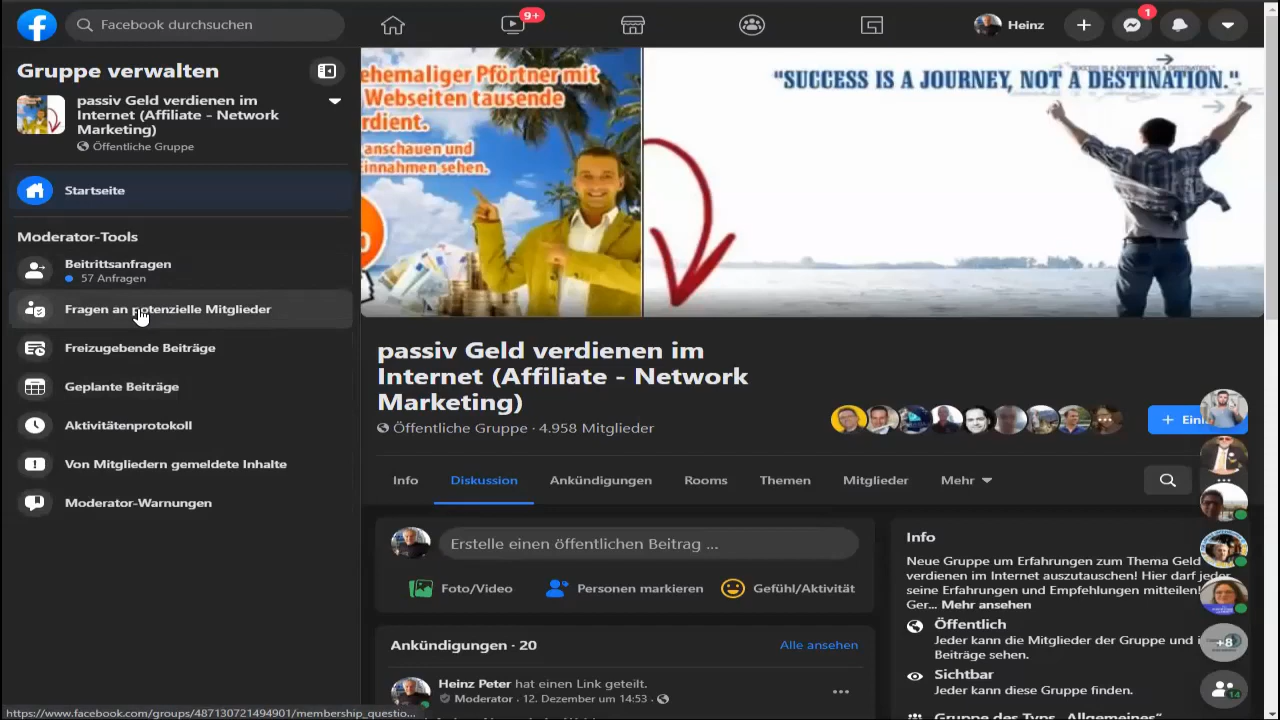 Facebook durchsuchen
9+
Heinz
1
Gruppe verwalten
passiv Geld verdienen im
Internet (Affiliate - Network
Marketing)
Öffentliche Gruppe
Startseite
Moderator-Tools
Beitrittsanfragen
57 Anfragen
Fragen an potenzielle Mitglieder
Freizugebende Beiträge
Geplante Beiträge
Aktivitätenprotokoll
Von Mitgliedern gemeldete Inhalte
Moderator-Warnungen
https://www.facebook.com/groups/487130721494901/membership_questio...
ehemaliger Pförtner mit
Webseiten tausende
rdient.
anschauen und
innahmen sehen.
"SUCCESS IS A JOURNEY, NOT A DESTINATION."
passiv Geld verdienen im
Internet (Affiliate - Network
Marketing)
Öffentliche Gruppe · 4.958 Mitglieder
+ Einl
Info
Diskussion
Ankündigungen
Rooms
Themen
Mitglieder
Mehr
Erstelle einen öffentlichen Beitrag ...
Foto/Video
Personen markieren
Gefühl/Aktivität
Ankündigungen · 20
Alle ansehen
Heinz Peter hat einen Link geteilt.
Moderator · 12. Dezember um 14:53 ·
Info
Neue Gruppe um Erfahrungen zum Thema Geld
verdienen im Internet auszutauschen! Hier darf jeder
seine Erfahrungen und Empfehlungen mitteilen!
Ger... Mehr ansehen
Öffentlich
Jeder kann die Mitglieder der Gruppe und i
Beiträge sehen.
Sichtbar
Jeder kann diese Gruppe finden.
Gruppe des Typs „Allgemeines"
+8
14